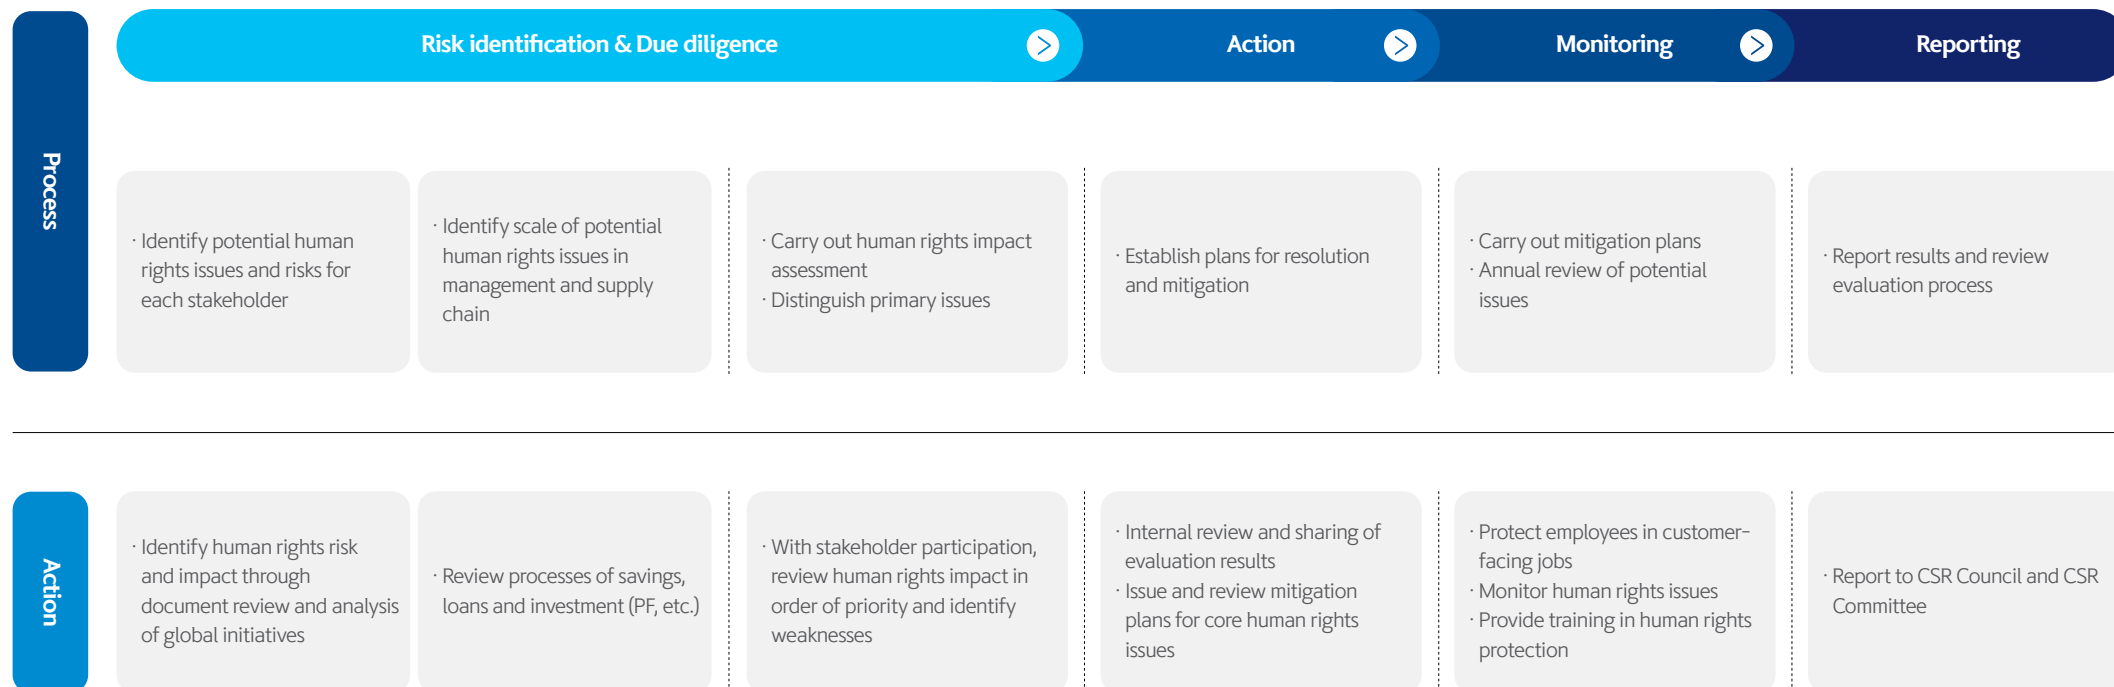 Risk identification & Due diligence
Action
Monitoring
Reporting
Process
· Identify potential human
rights issues and risks for
each stakeholder
· Identify scale of potential
human rights issues in
management and supply
chain
· Carry out human rights impact
assessment
· Distinguish primary issues
· Establish plans for resolution
and mitigation
· Carry out mitigation plans
· Annual review of potential
issues
· Report results and review
evaluation process
Action
· Identify human rights risk
and impact through
document review and analysis
of global initiatives
· Review processes of savings,
loans and investment (PF, etc.)
· With stakeholder participation,
review human rights impact in
order of priority and identify
weaknesses
· Internal review and sharing of
evaluation results
· Issue and review mitigation
plans for core human rights
issues
· Protect employees in customer-
facing jobs
· Monitor human rights issues
· Provide training in human rights
protection
· Report to CSR Council and CSR
Committee